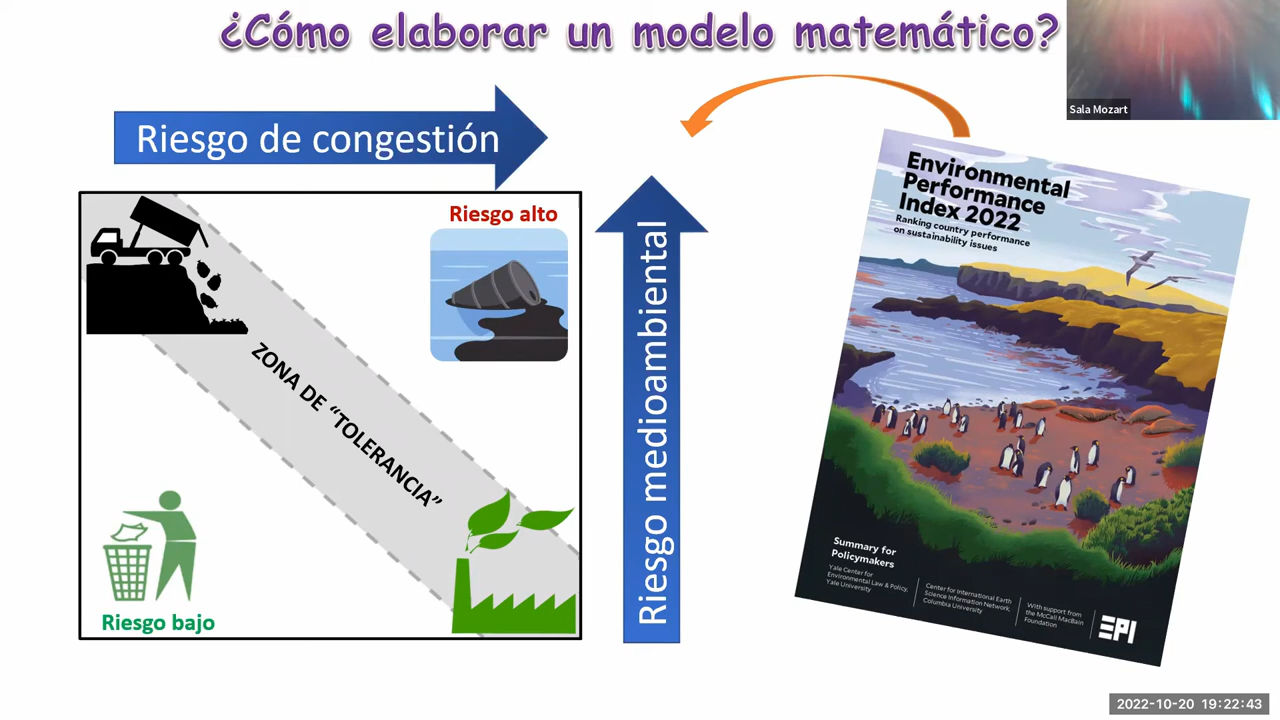 ¿Cómo elaborar un modelo matemático?
Sala Mozart
Riesgo de congestión
Riesgo alto
ZONA DE “TOLERANCIA”
Riesgo bajo
Riesgo medioambiental
Environmental
Performance
Index 2022
Ranking country performance
on sustainability issues
Summary for
Policymakers
Yale Center for
Environmental Law & Policy,
Yale University
Center for International Earth
Science Information Network,
Columbia University
With support from
the McCall MacBain
Foundation
EPI
2022-10-20 19:22:43